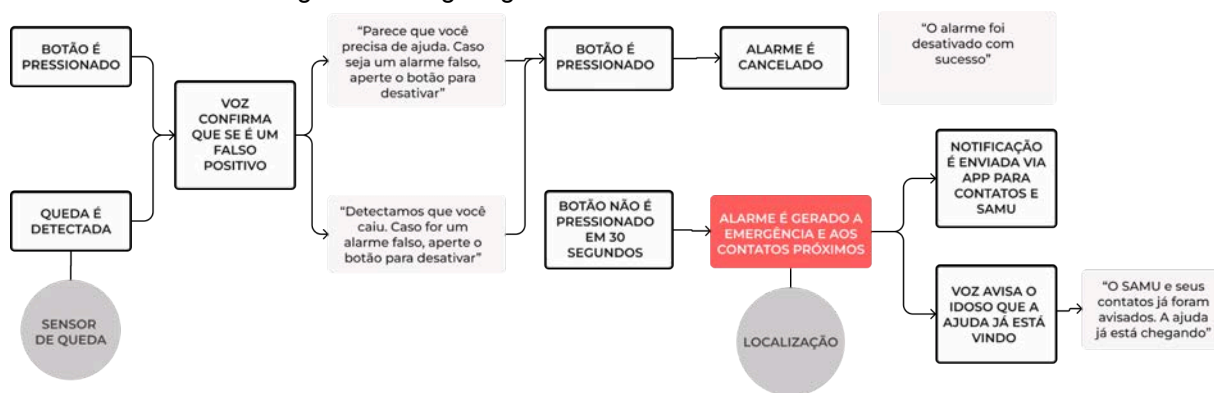 BOTÃO É
PRESSIONADO
QUEDA É
DETECTADA
SENSOR
DE QUEDA
VOZ
CONFIRMA
QUE SE É UM
FALSO
POSITIVO
“Parece que você
precisa de ajuda. Caso
seja um alarme falso,
aperte o botão para
desativar”
“Detectamos que você
caiu. Caso for um
alarme falso, aperte o
botão para desativar”
BOTÃO É
PRESSIONADO
ALARME É
CANCELADO
“O alarme foi
desativado com
sucesso”
BOTÃO NÃO É
PRESSIONADO
EM 30
SEGUNDOS
ALARME É GERADO A
EMERGÊNCIA E AOS
CONTATOS PRÓXIMOS
LOCALIZAÇÃO
NOTIFICAÇÃO
É ENVIADA VIA
APP PARA
CONTATOS E
SAMU
VOZ AVISA O
IDOSO QUE A
AJUDA JÁ ESTÁ
VINDO
“O SAMU e seus
contatos já foram
avisados. A ajuda
já está chegando”